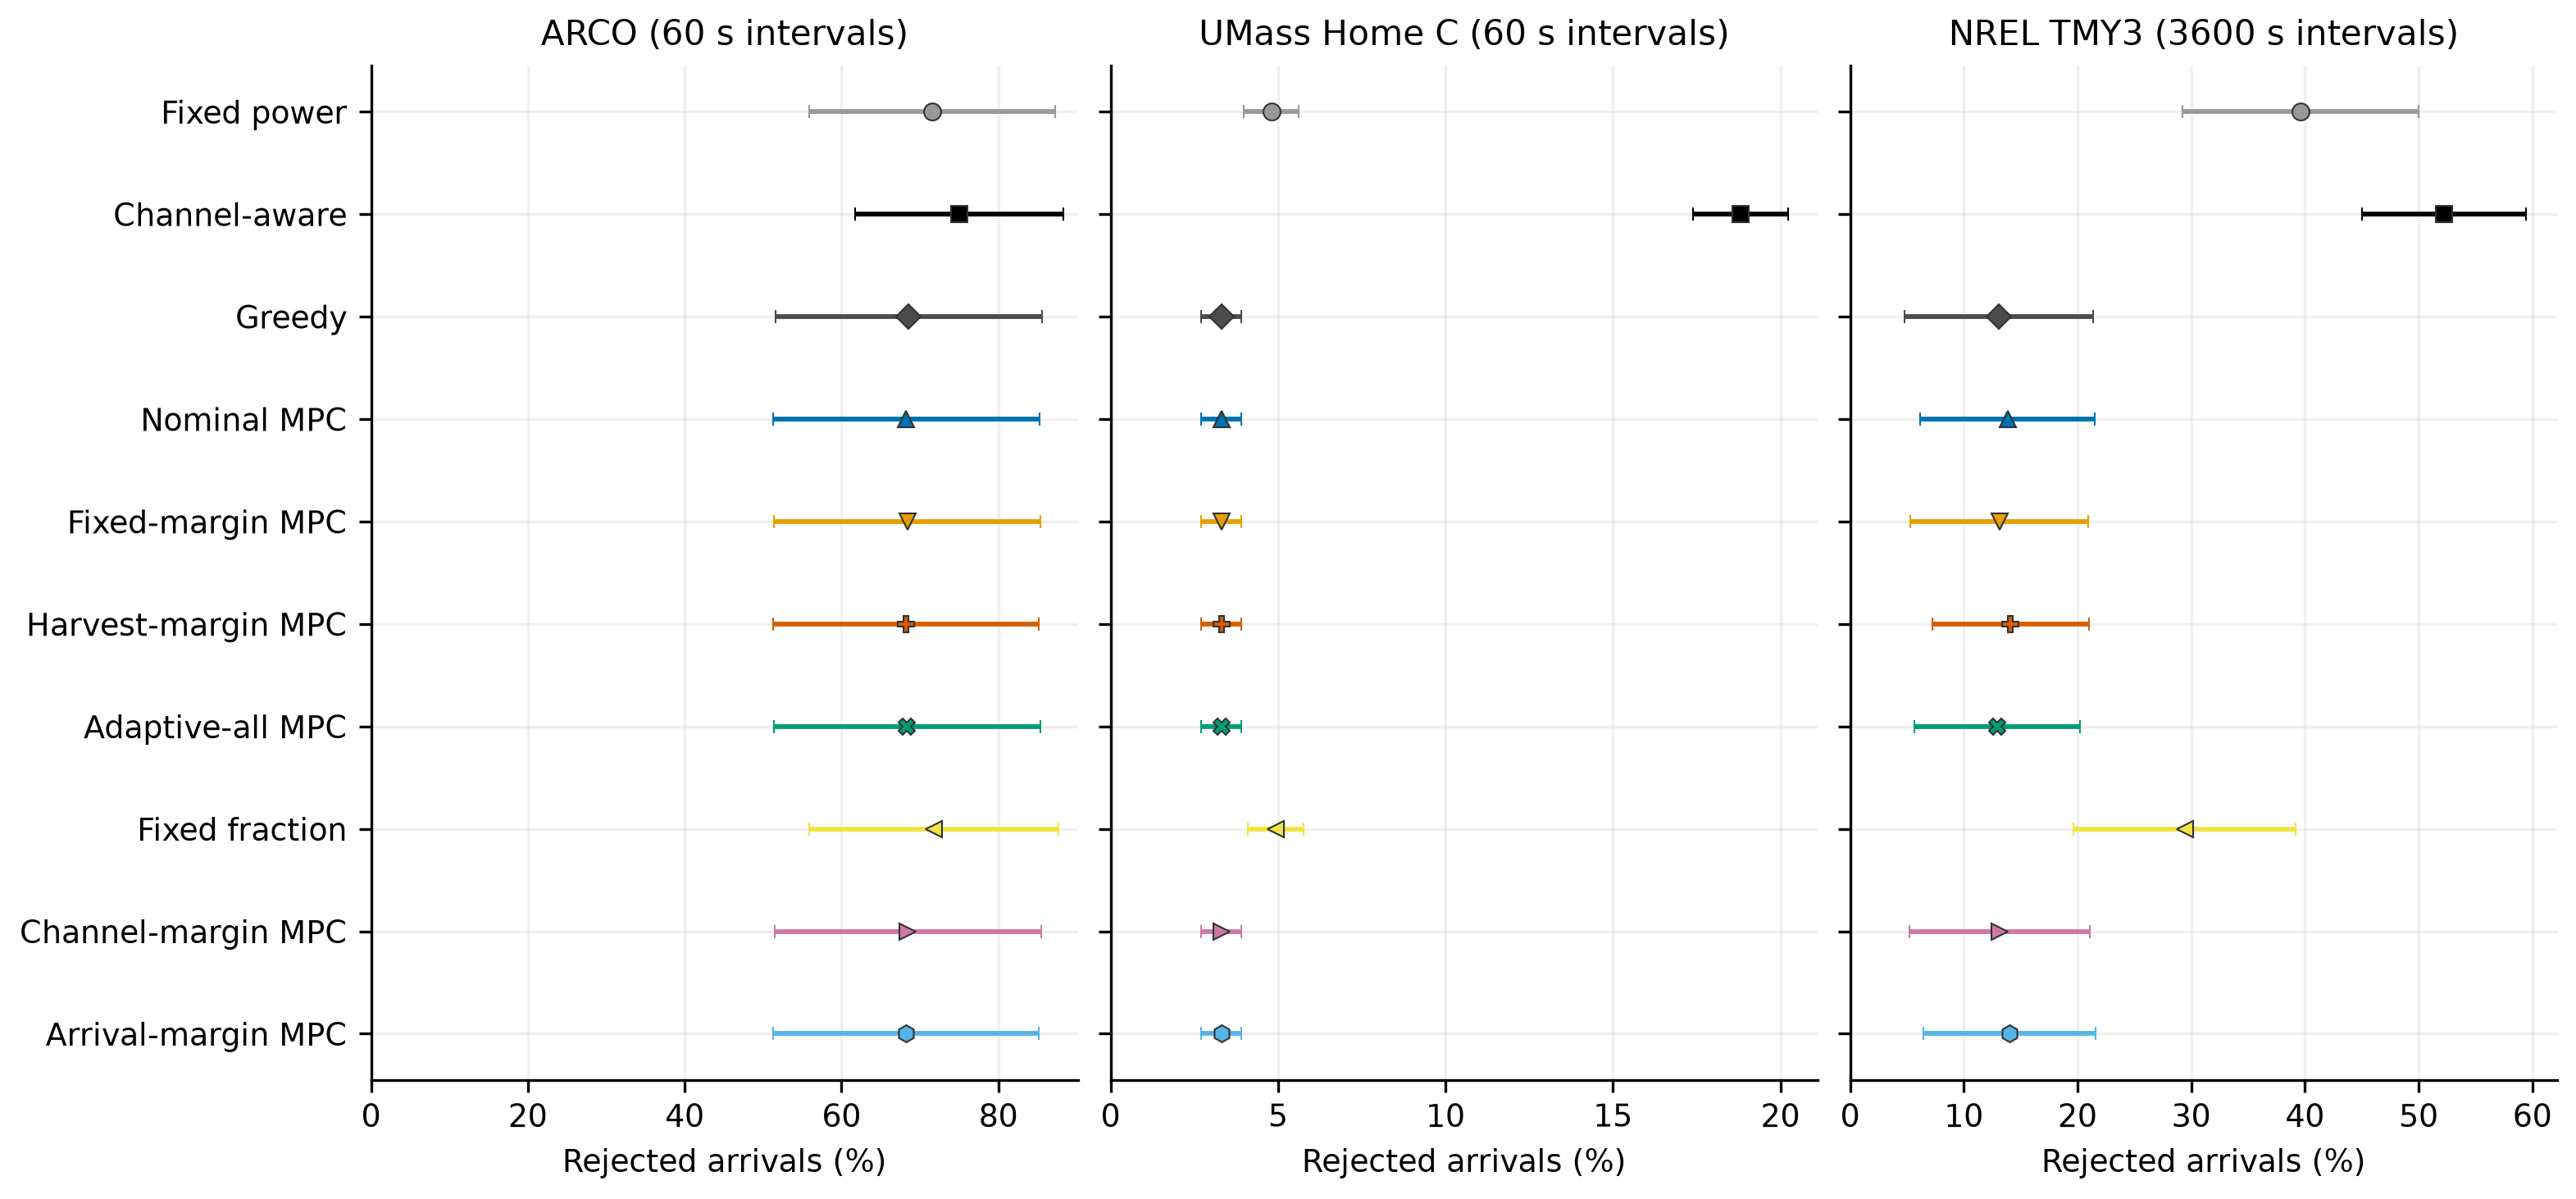 ARCO (60 s intervals)
UMass Home C (60 s intervals)
NREL TMY3 (3600 s intervals)
Fixed power
Channel-aware
Greedy
Nominal MPC
Fixed-margin MPC
Harvest-margin MPC
Adaptive-all MPC
Fixed fraction
Channel-margin MPC
Arrival-margin MPC
0 20 40 60 80
0 5 10 15 20
0 10 20 30 40 50 60
Rejected arrivals (%)
Rejected arrivals (%)
Rejected arrivals (%)